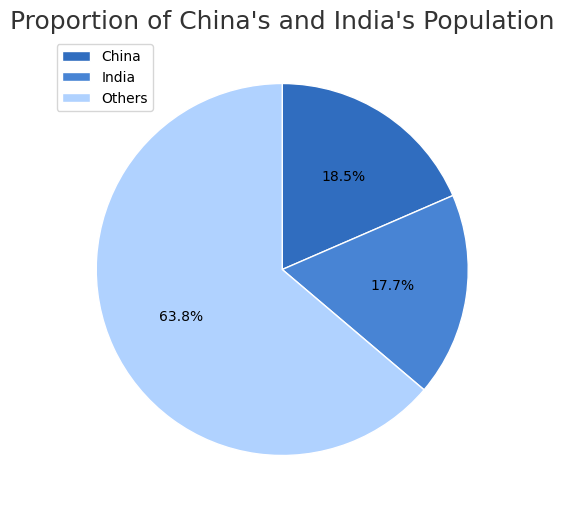 Proportion of China's and India's Population
China
India
Others
18.5%
17.7%
63.8%